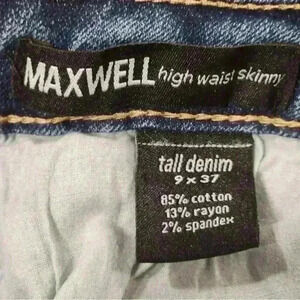 MAXWELL high waist skinny
tall denim
9 x 37
85% cotton
13% rayon
2% spandex